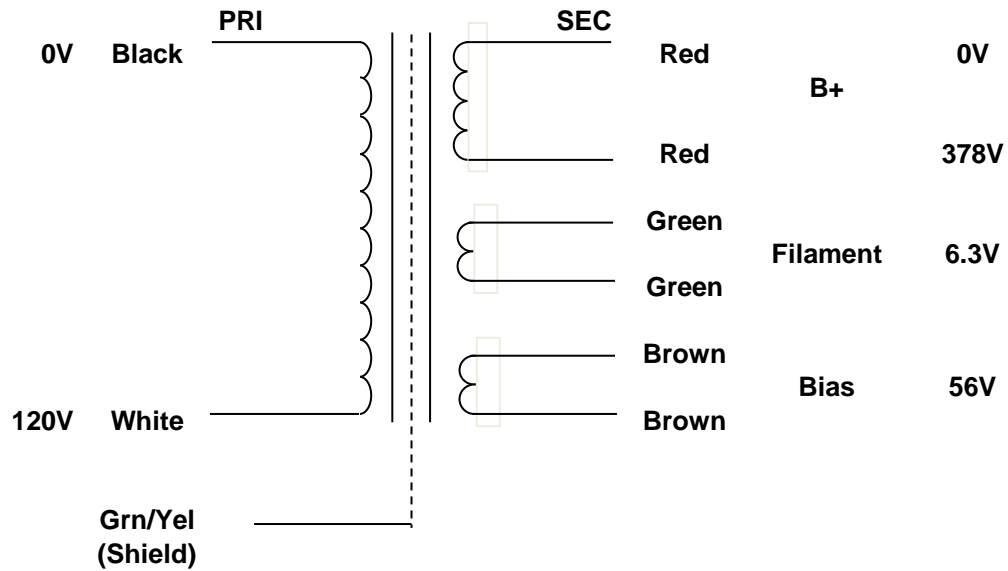 PRI
SEC
0V Black
Red 0V
B+
Red 378V
Green
Filament 6.3V
Green
Brown
Bias 56V
120V White
Brown
Grn/Yel
(Shield)